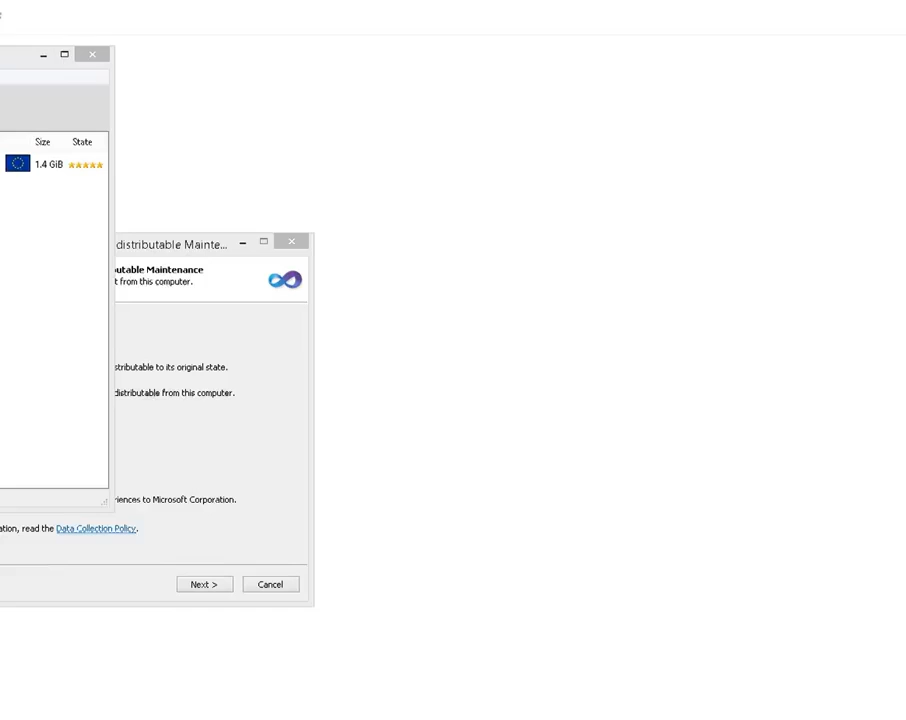 Size State
1.4 GiB
distributable Mainte...
utable Maintenance
t from this computer.
stributable to its original state.
distributable from this computer.
riences to Microsoft Corporation.
ation, read the Data Collection Policy.
Next > Cancel